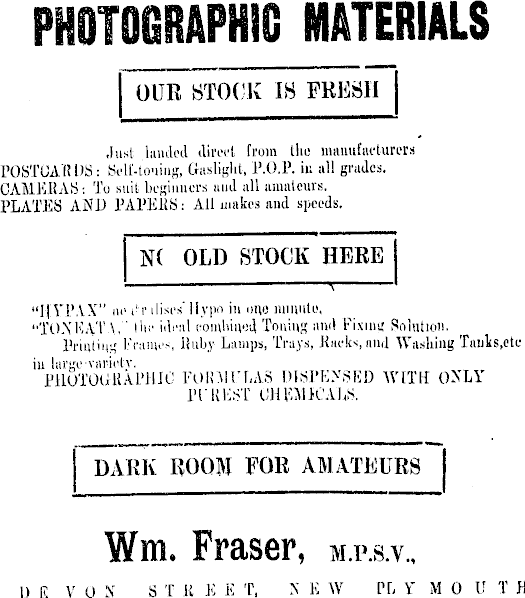 PHOTOGRAPHIC MATERIALS
OUR STOCK IS FRESH
Just landed direct from the manufacturers
POSTCARDS: Self-toning, Gaslight, P.O.P. in all grades.
CAMERAS: To suit beginners and all amateurs.
PLATES AND PAPERS: All makes and speeds.
NO OLD STOCK HERE
"HYPAX" neutralises Hypo in one minute.
"TONEATA," the ideal combined Toning and Fixing Solution.
Printing Frames, Ruby Lamps, Trays, Racks, and Washing Tanks, etc
in large variety.
PHOTOGRAPHIC FORMULAS DISPENSED WITH ONLY
PUREST CHEMICALS.
DARK ROOM FOR AMATEURS
Wm. Fraser, M.P.S.V.,
DEVON STREET, NEW PLYMOUTH